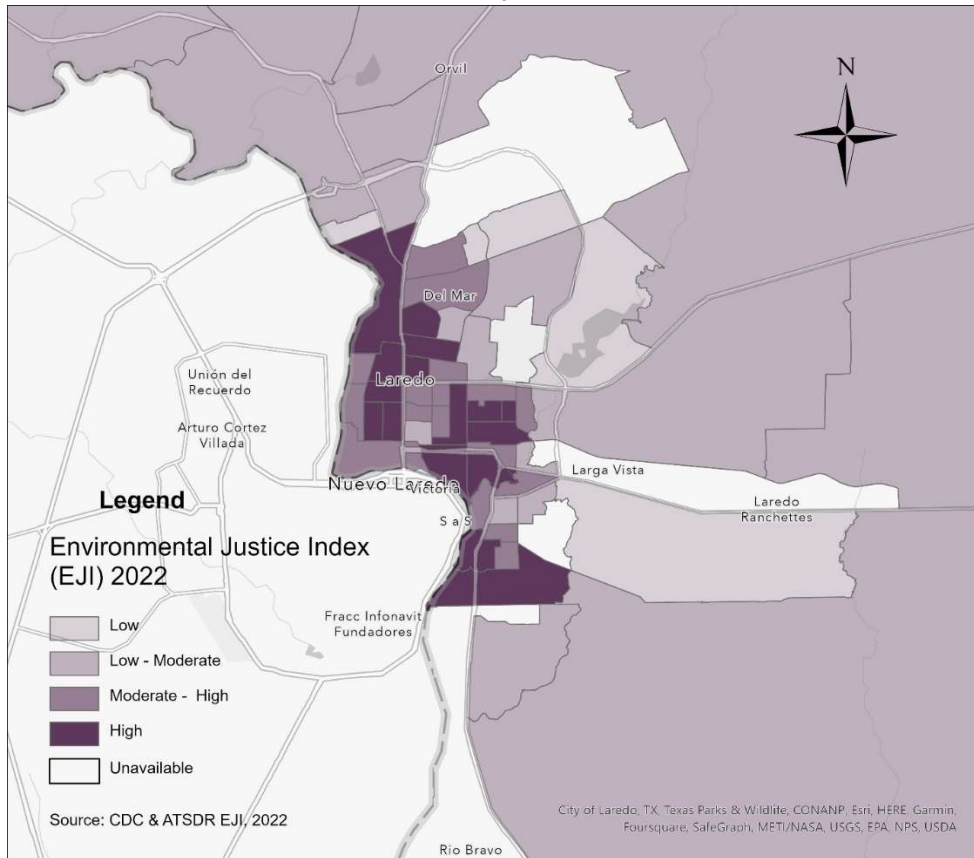 Orvil
N
Del Mar
Unión del
Recuerdo
Laredo
Arturo Cortez
Villada
Larga Vista
Nuevo Laredo
Victoria
Laredo
Ranchettes
Legend
S a S
Environmental Justice Index
(EJI) 2022
Fracc Infonavit
Fundadores
Low
Low - Moderate
Moderate - High
High
Unavailable
Source: CDC & ATSDR EJI, 2022
City of Laredo, TX, Texas Parks & Wildlife, CONANP, Esri, HERE, Garmin,
Foursquare, SafeGraph, METI/NASA, USGS, EPA, NPS, USDA
Rio Bravo